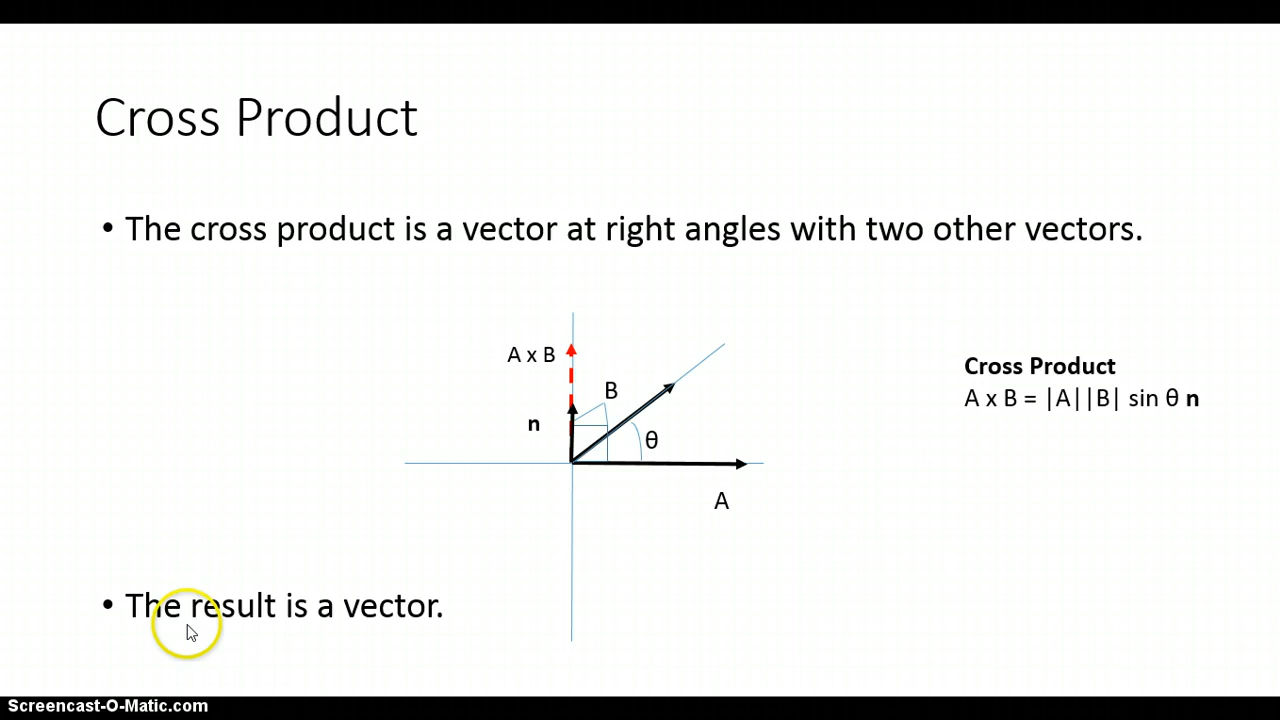 Cross Product
• The cross product is a vector at right angles with two other vectors.
A x B
B
n
θ
A
Cross Product
A x B = |A||B| sin θ n
• The result is a vector.
Screencast-O-Matic.com